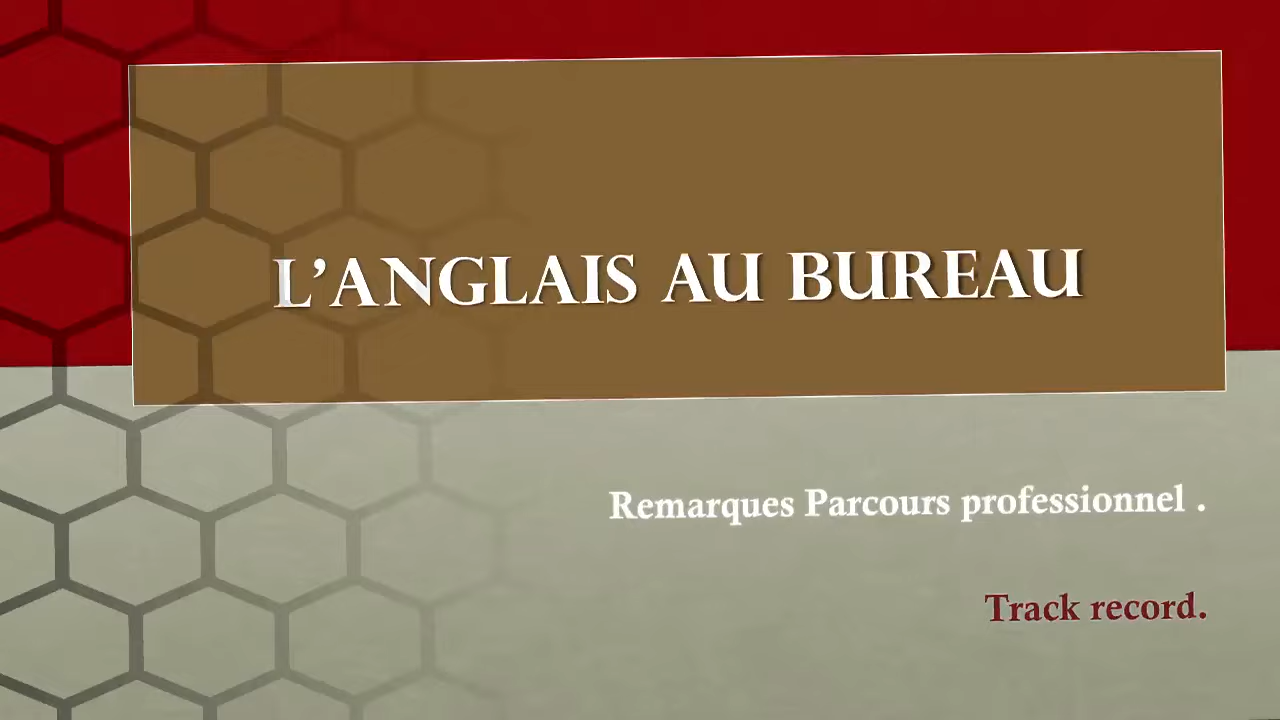 L'ANGLAIS AU BUREAU
Remarques Parcours professionnel .
Track record.